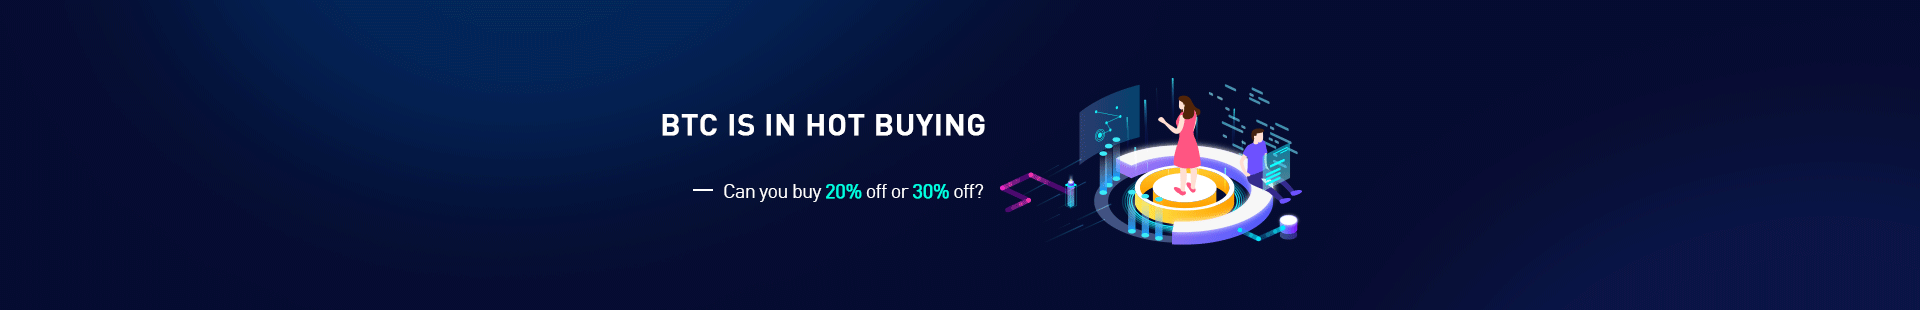 BTC IS IN HOT BUYING
— Can you buy 20% off or 30% off?